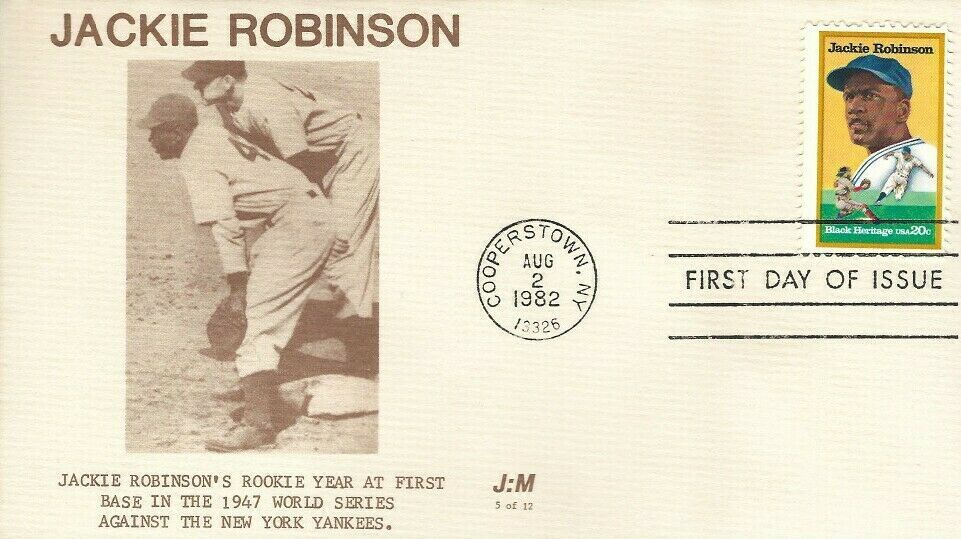 JACKIE ROBINSON
Jackie Robinson
Black Heritage USA 20c
COOPERSTOWN, NY
AUG
2
1982
13326
FIRST DAY OF ISSUE
JACKIE ROBINSON'S ROOKIE YEAR AT FIRST
BASE IN THE 1947 WORLD SERIES
AGAINST THE NEW YORK YANKEES.
J:M
5 of 12